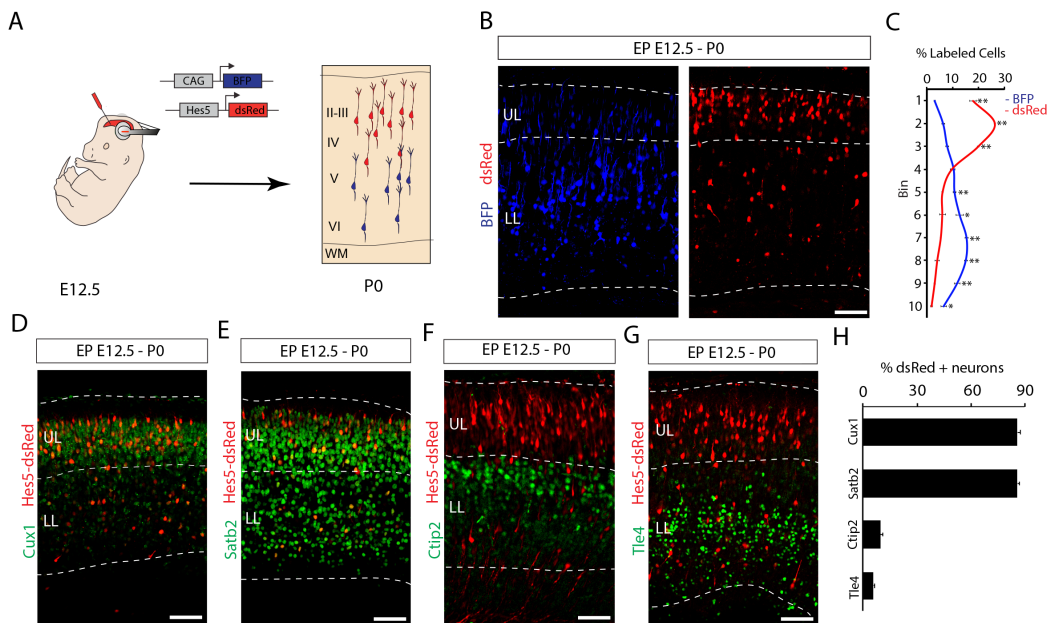 A
CAG
BFP
Hes5
dsRed
E12.5
II-III
IV
V
VI
WM
P0
B
EP E12.5 - P0
BFP dsRed
UL
LL
C
% Labeled Cells
0 10 20 30
BFP
dsRed
Bin
1
2
3
4
5
6
7
8
9
10
**
**
**
**
*
**
**
**
*
D
EP E12.5 - P0
Cux1 Hes5-dsRed
UL
LL
E
EP E12.5 - P0
Satb2 Hes5-dsRed
UL
LL
F
EP E12.5 - P0
Ctip2 Hes5-dsRed
UL
LL
G
EP E12.5 - P0
Tle4 Hes5-dsRed
UL
LL
H
% dsRed + neurons
0 10 30 60 90
Cux1
Satb2
Ctip2
Tle4